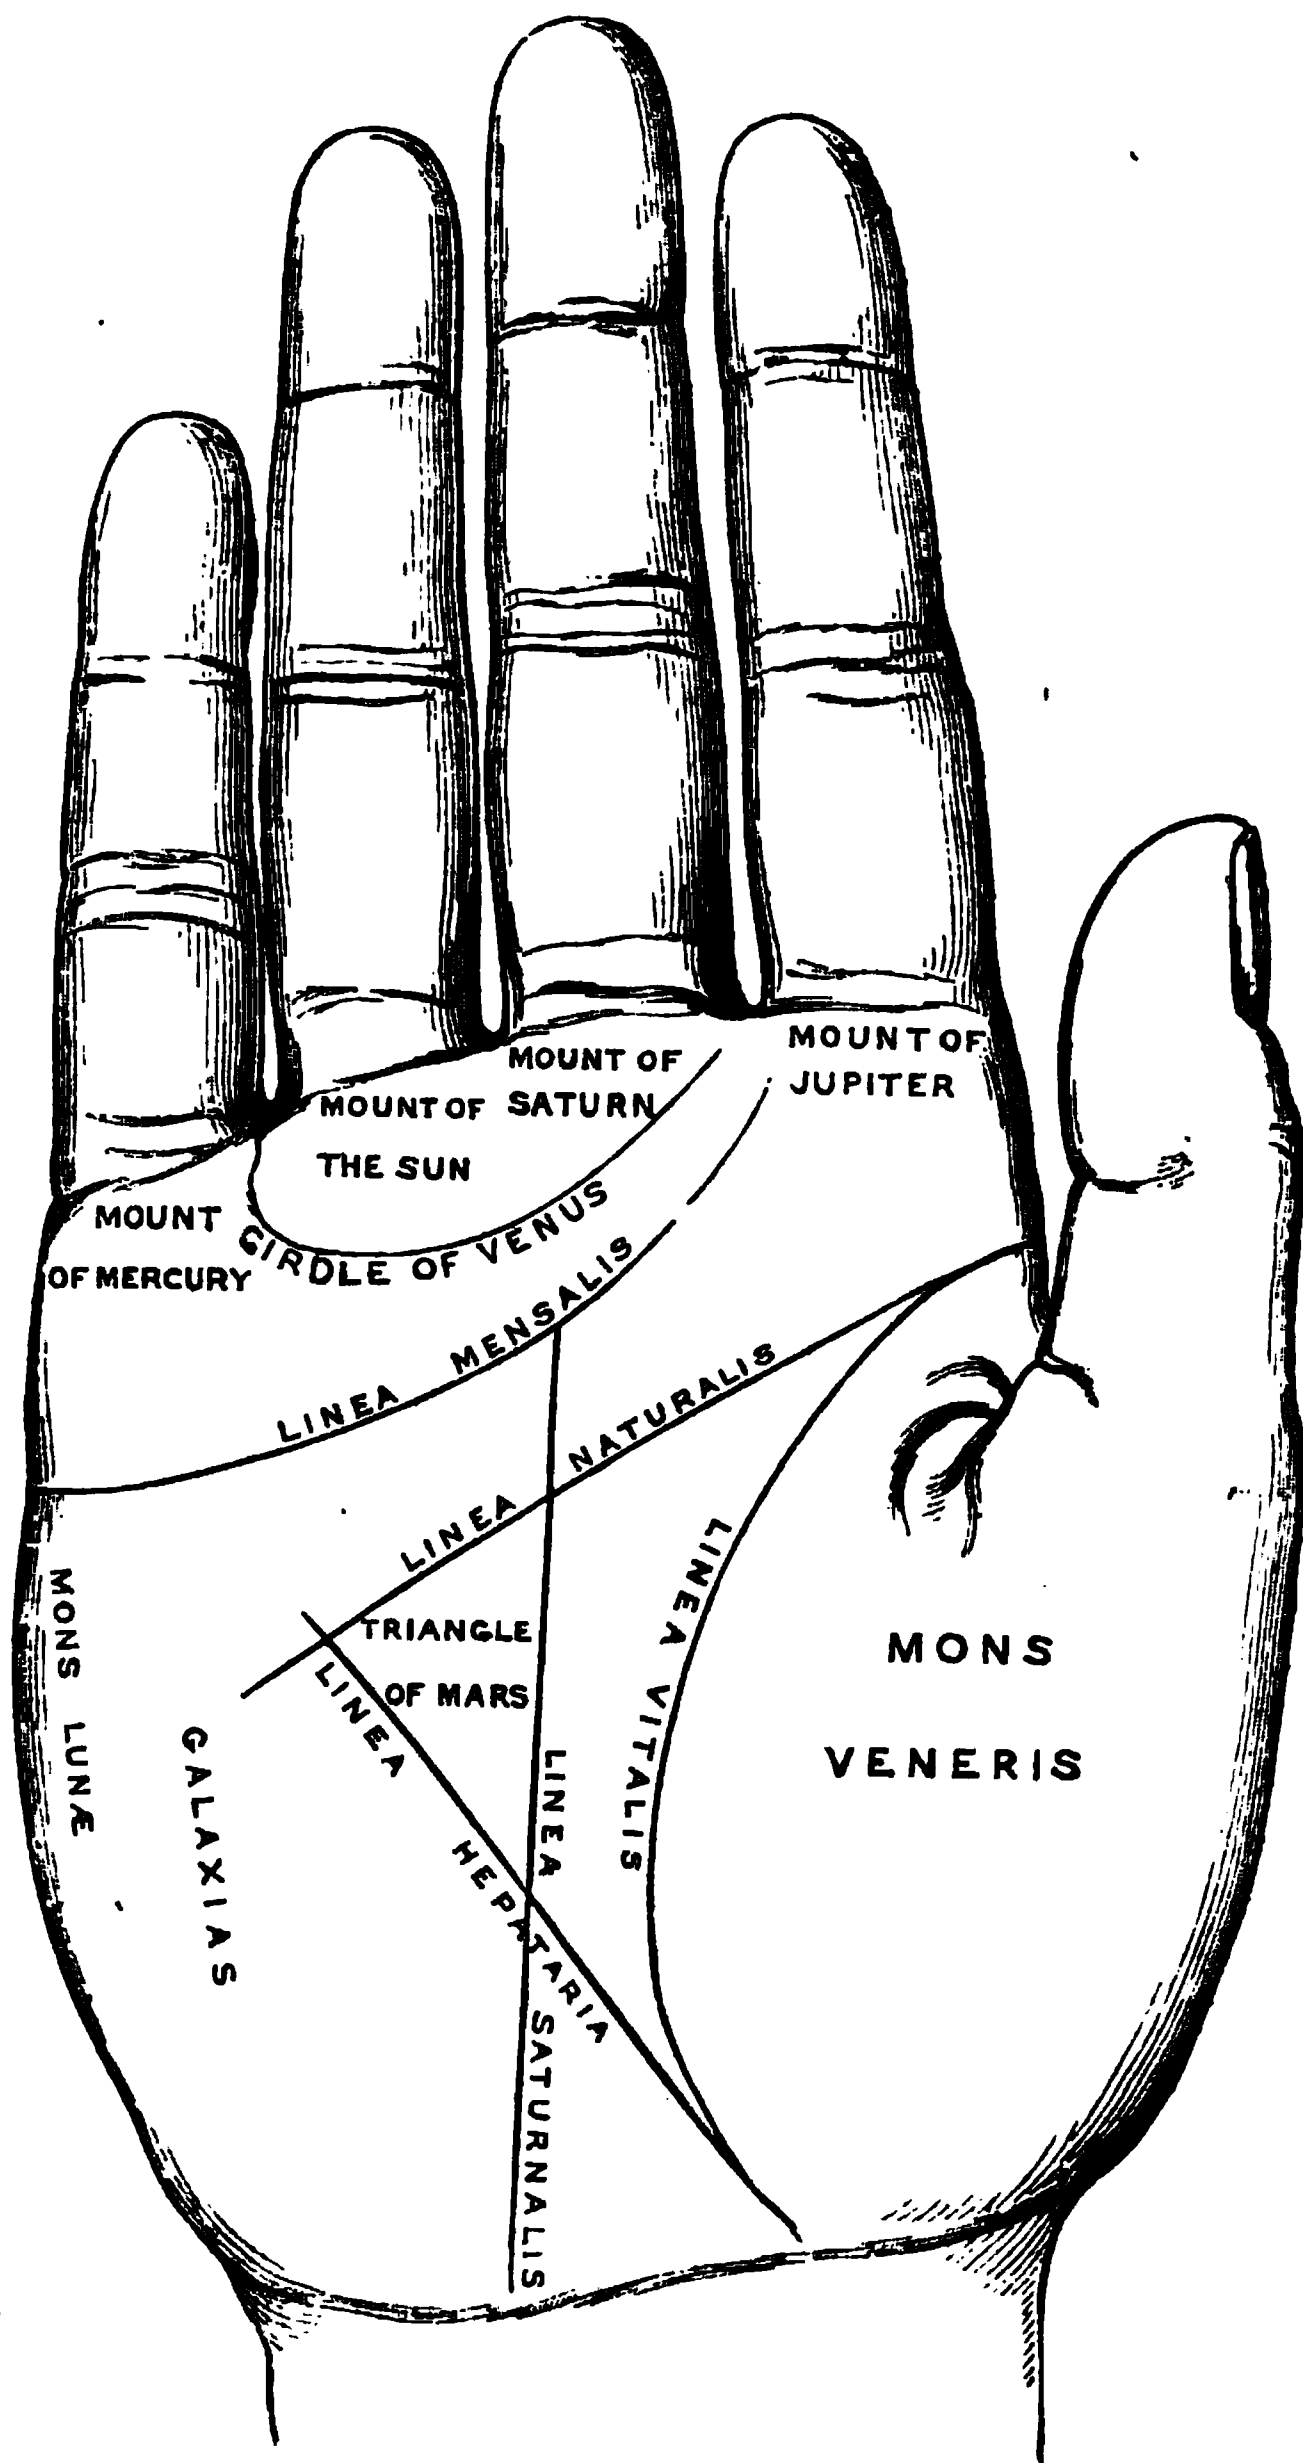 MOUNT OF
JUPITER
MOUNT OF
SATURN
MOUNT OF
THE SUN
MOUNT
OF MERCURY
GIRDLE OF VENUS
LINEA MENSALIS
LINEA NATURALIS
LINEA VITALIS
MONS
VENERIS
TRIANGLE
OF MARS
MONS LUNÆ
GALAXIAS
LINEA HEPATARIA
LINEA SATURNALIS